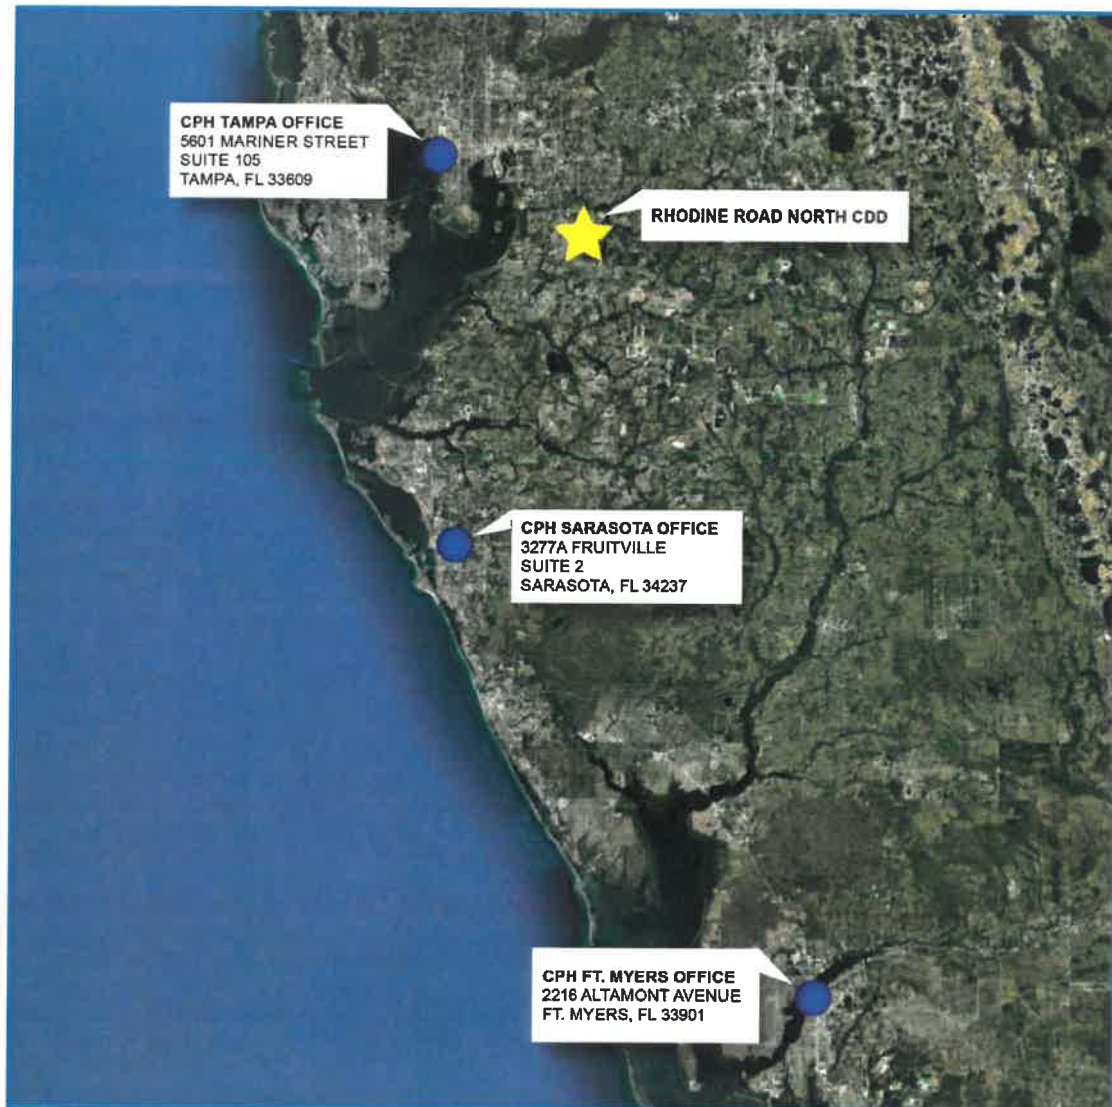 CPH TAMPA OFFICE
5601 MARINER STREET
SUITE 105
TAMPA, FL 33609
RHODINE ROAD NORTH CDD
CPH SARASOTA OFFICE
3277A FRUITVILLE
SUITE 2
SARASOTA, FL 34237
CPH FT. MYERS OFFICE
2216 ALTAMONT AVENUE
FT. MYERS, FL 33901